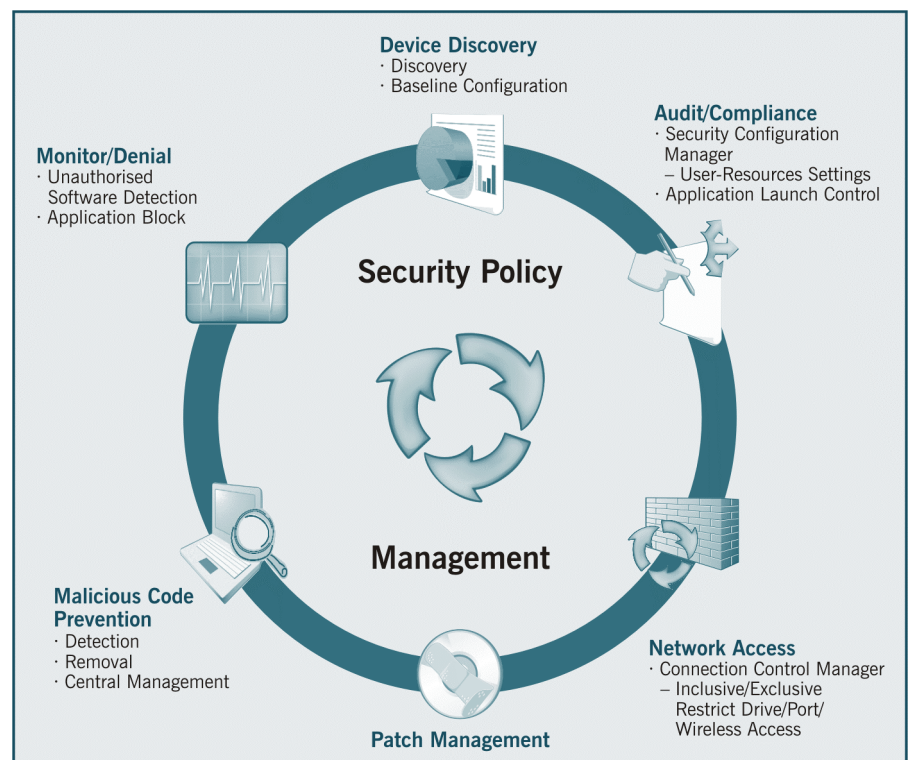 Device Discovery
· Discovery
· Baseline Configuration
Audit/Compliance
· Security Configuration
Manager
– User-Resources Settings
· Application Launch Control
Monitor/Denial
· Unauthorised
Software Detection
· Application Block
Security Policy
Management
Malicious Code
Prevention
· Detection
· Removal
· Central Management
Network Access
· Connection Control Manager
– Inclusive/Exclusive
Restrict Drive/Port/
Wireless Access
Patch Management